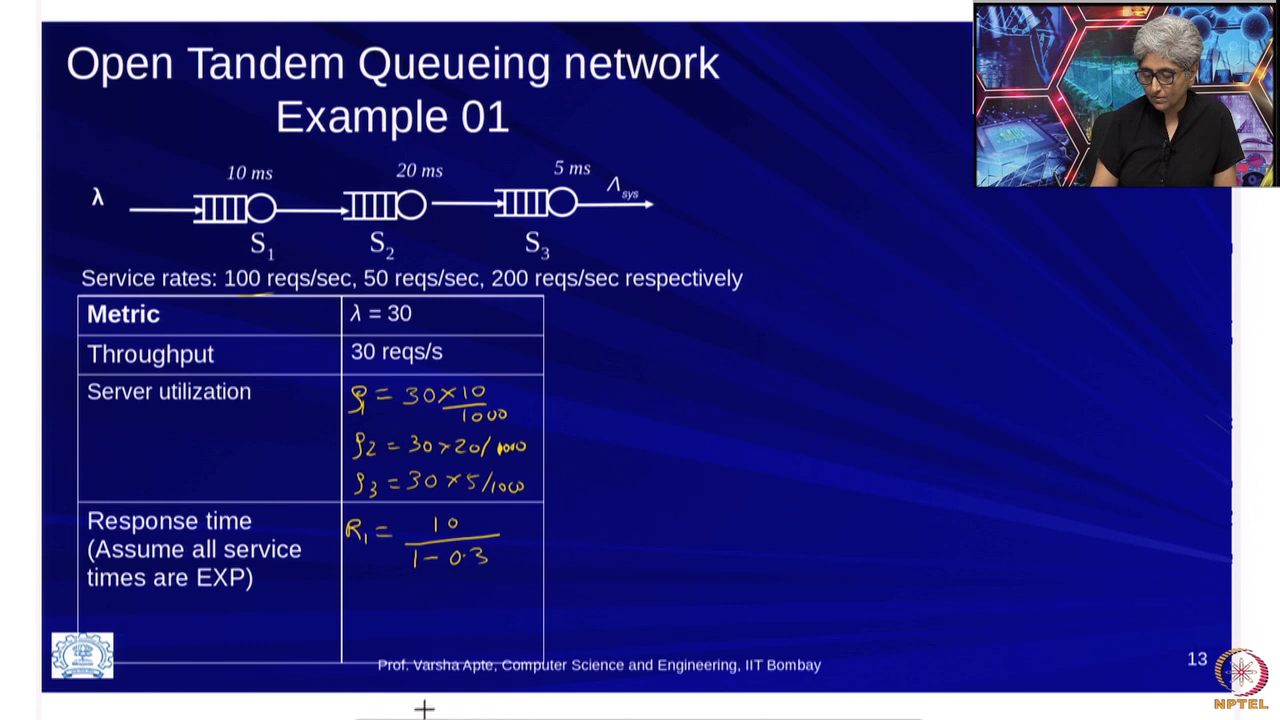 Open Tandem Queueing network
Example 01
10 ms
20 ms
5 ms
λ
Λsys
S1
S2
S3
Service rates: 100 reqs/sec, 50 reqs/sec, 200 reqs/sec respectively
Metric
λ = 30
Throughput
30 reqs/s
Server utilization
ρ1 = 30×10/1000
ρ2 = 30×20/1000
ρ3 = 30×5/1000
Response time
(Assume all service
times are EXP)
R1 = 10/1-0.3
Prof. Varsha Apte, Computer Science and Engineering, IIT Bombay
13
NPTEL
NPTEL